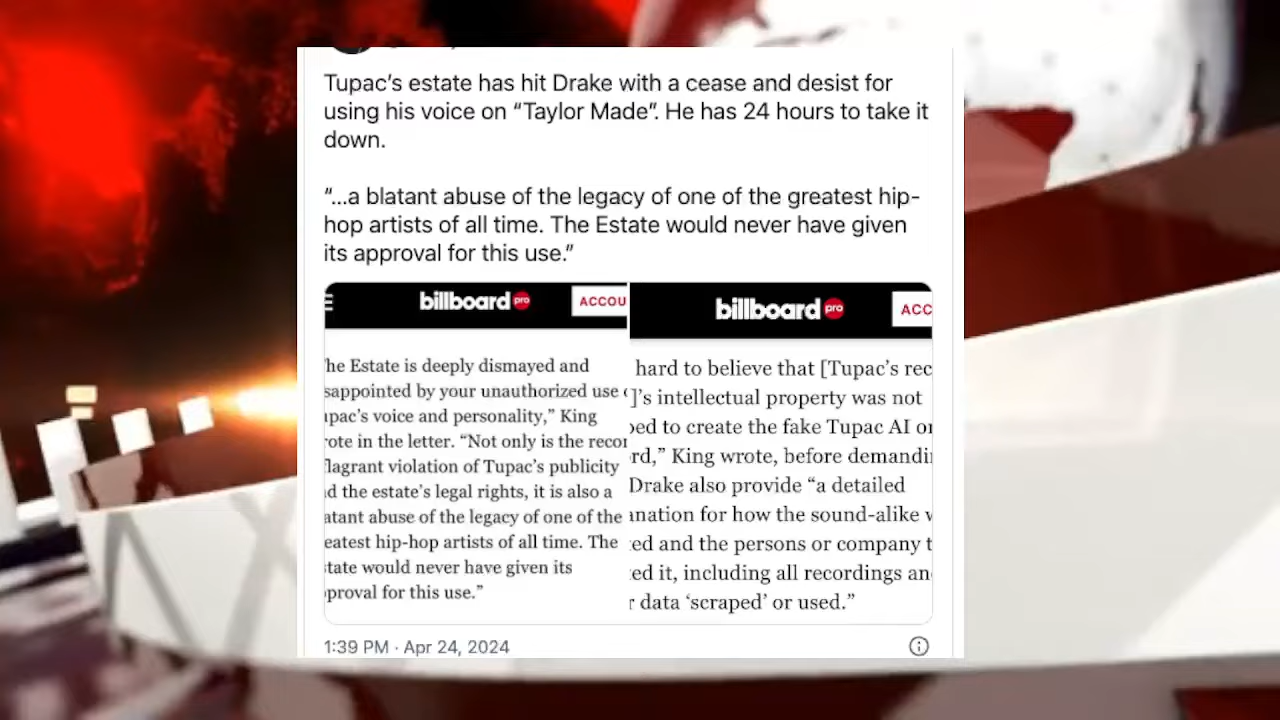 Tupac’s estate has hit Drake with a cease and desist for
using his voice on “Taylor Made”. He has 24 hours to take it
down.
“...a blatant abuse of the legacy of one of the greatest hip-
hop artists of all time. The Estate would never have given
its approval for this use.”
billboard pro
ACCOU
he Estate is deeply dismayed and
sappointed by your unauthorized use
upac’s voice and personality,” King
rote in the letter. “Not only is the recor
flagrant violation of Tupac’s publicity
d the estate’s legal rights, it is also a
atant abuse of the legacy of one of the
eatest hip-hop artists of all time. The
tate would never have given its
proval for this use.”
billboard pro
ACC
hard to believe that [Tupac’s rec
]’s intellectual property was not
ped to create the fake Tupac AI o
rd,” King wrote, before demandi
Drake also provide “a detailed
anation for how the sound-alike
ted and the persons or company t
ted it, including all recordings an
r data ‘scraped’ or used.”
1:39 PM · Apr 24, 2024